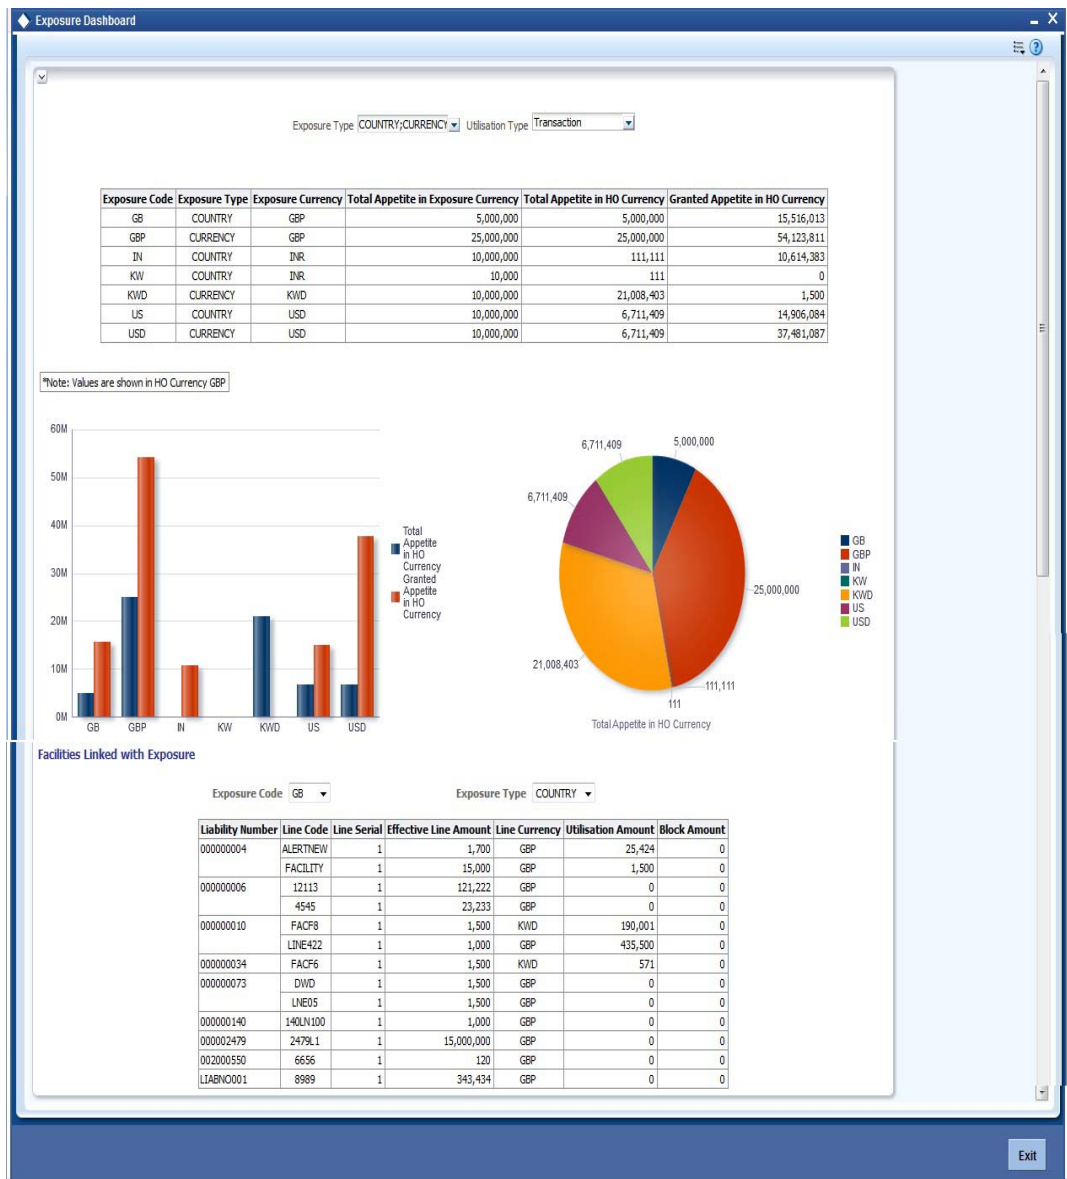 Exposure Dashboard
Exposure Type COUNTRY;CURRENCY Utilisation Type Transaction
Exposure Code Exposure Type Exposure Currency Total Appetite in Exposure Currency Total Appetite in HO Currency Granted Appetite in HO Currency
GB COUNTRY GBP 5,000,000 5,000,000 15,516,013
GBP CURRENCY GBP 25,000,000 25,000,000 54,123,811
IN COUNTRY INR 10,000,000 111,111 10,614,383
KW COUNTRY INR 10,000 111 0
KWD CURRENCY KWD 10,000,000 21,008,403 1,500
US COUNTRY USD 10,000,000 6,711,409 14,906,084
USD CURRENCY USD 10,000,000 6,711,409 37,481,087
*Note: Values are shown in HO Currency GBP
60M
50M
40M
30M
20M
10M
0M
GB GBP IN KW KWD US USD
Total
Appetite
in HO
Currency
Granted
Appetite
in HO
Currency
6,711,409
5,000,000
6,711,409
25,000,000
21,008,403
111,111
111
Total Appetite in HO Currency
GB
GBP
IN
KW
KWD
US
USD
Facilities Linked with Exposure
Exposure Code GB Exposure Type COUNTRY
Liability Number Line Code Line Serial Effective Line Amount Line Currency Utilisation Amount Block Amount
000000004 ALERTNEW 1 1,700 GBP 25,424 0
FACILITY 1 15,000 GBP 1,500 0
000000006 12113 1 121,222 GBP 0 0
4545 1 23,233 GBP 0 0
000000010 FACF8 1 1,500 KWD 190,001 0
LINE422 1 1,000 GBP 435,500 0
000000034 FACF6 1 1,500 KWD 571 0
000000073 DWD 1 1,500 GBP 0 0
LNE05 1 1,500 GBP 0 0
000000140 140LN100 1 1,000 GBP 0 0
000002479 2479L1 1 15,000,000 GBP 0 0
002000550 6656 1 120 GBP 0 0
LIABNO001 8989 1 343,434 GBP 0 0
Exit